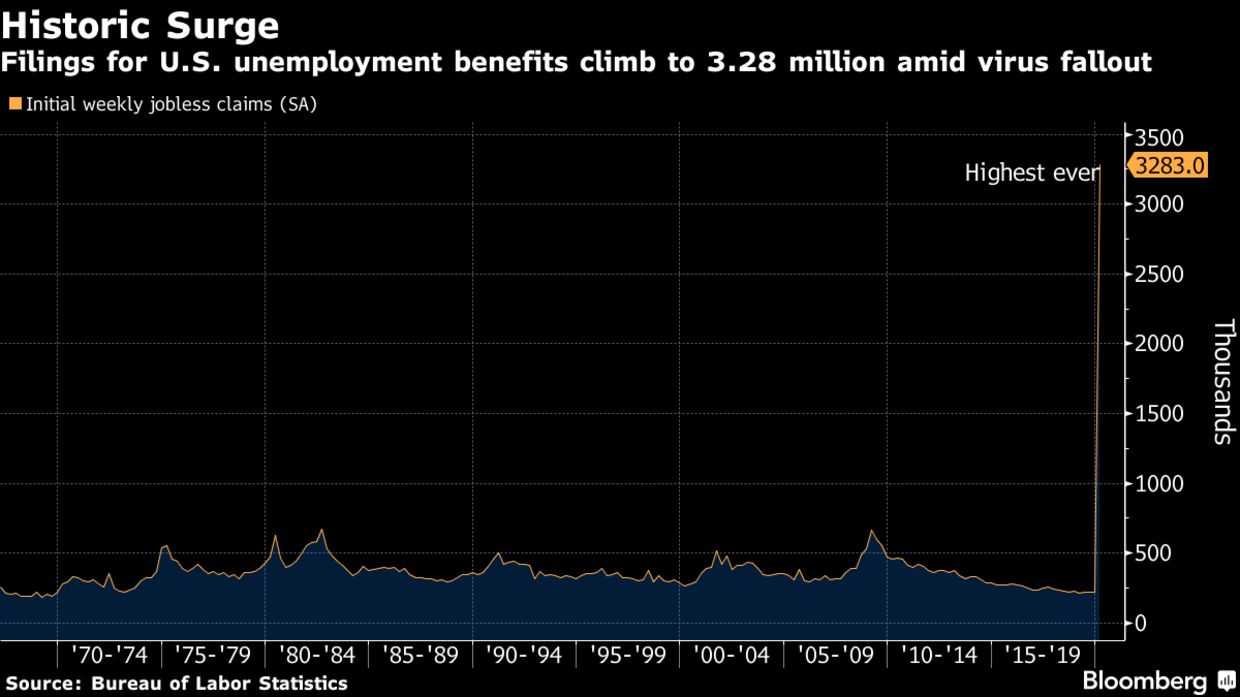 Historic Surge
Filings for U.S. unemployment benefits climb to 3.28 million amid virus fallout
Initial weekly jobless claims (SA)
3500
Highest ever
3283.0
3000
2500
2000
Thousands
1500
1000
500
0
'70-'74 '75-'79 '80-'84 '85-'89 '90-'94 '95-'99 '00-'04 '05-'09 '10-'14 '15-'19
Source: Bureau of Labor Statistics
Bloomberg